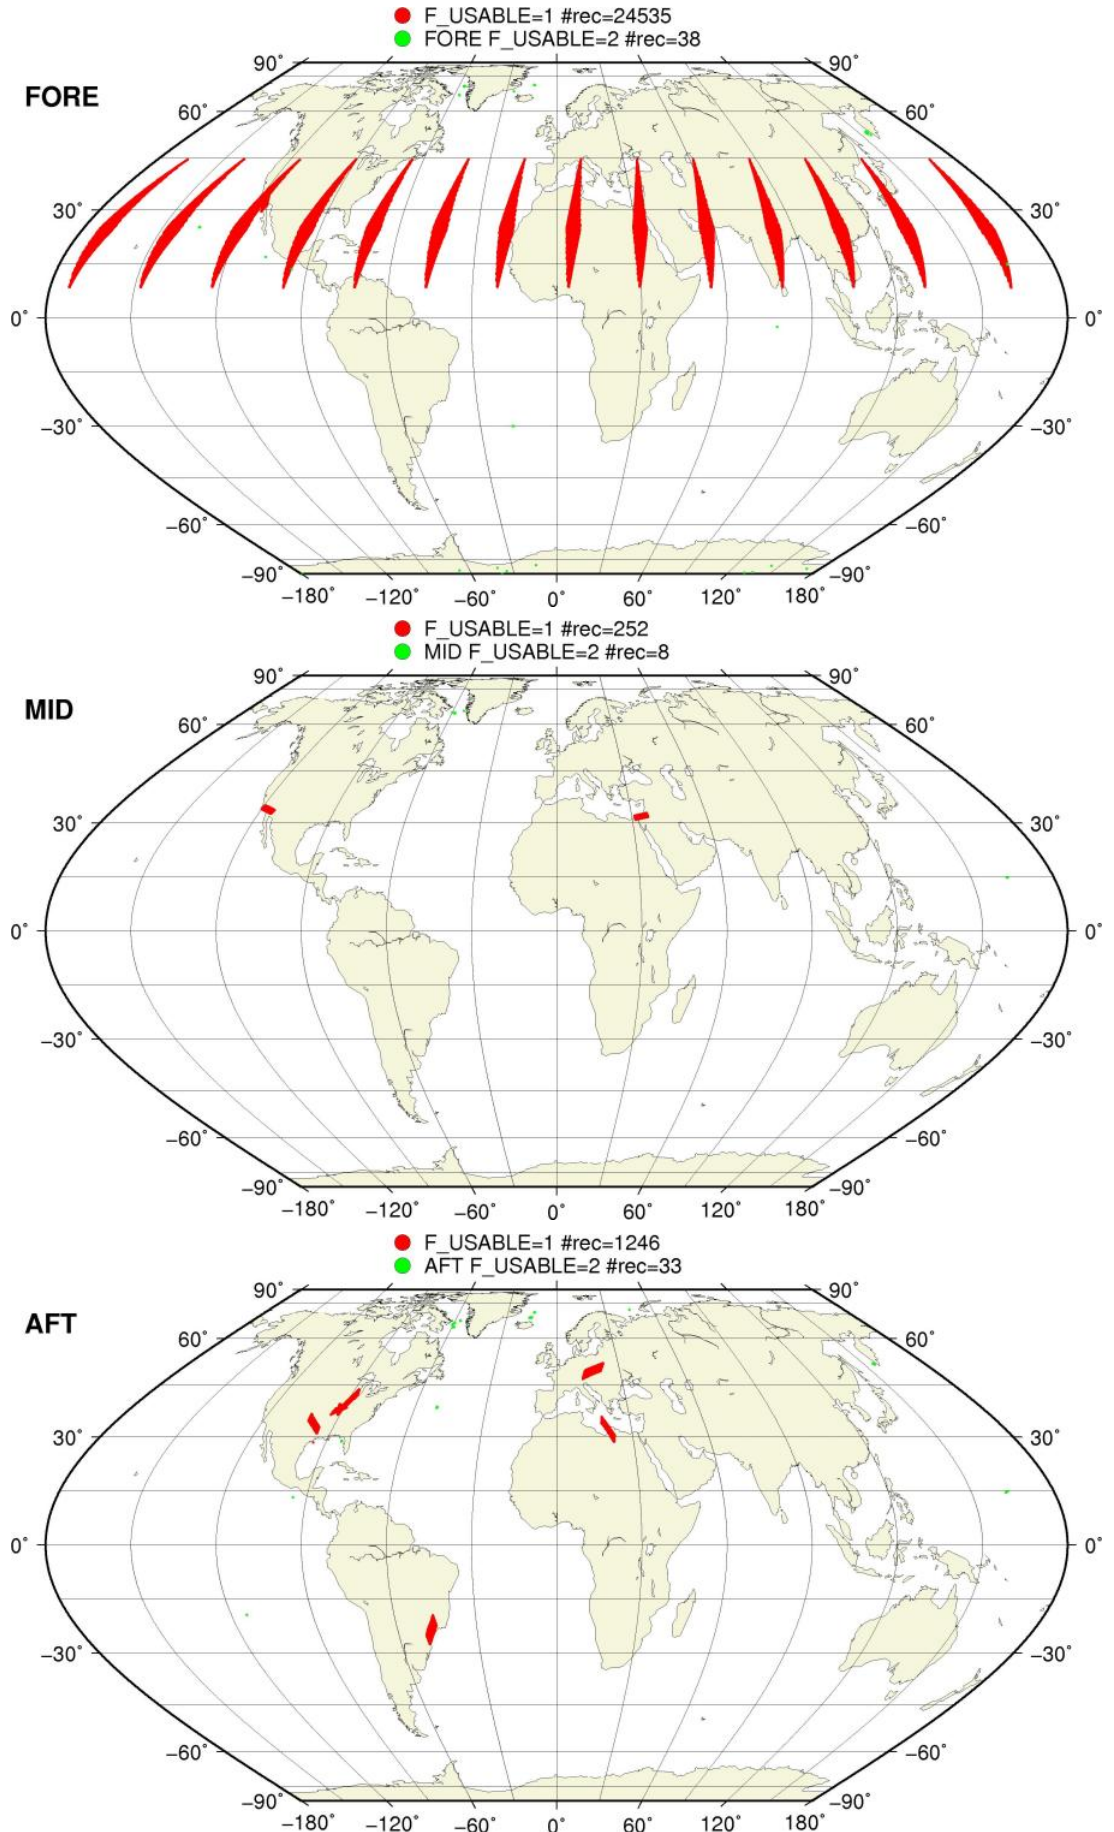 F_USABLE=1 #rec=24535
FORE F_USABLE=2 #rec=38
FORE
90˚ 90˚
60˚ 60˚
30˚ 30˚
0˚ 0˚
−30˚ −30˚
−60˚ −60˚
−90˚ −90˚
−180˚ −120˚ −60˚ 0˚ 60˚ 120˚ 180˚
F_USABLE=1 #rec=252
MID F_USABLE=2 #rec=8
MID
90˚ 90˚
60˚ 60˚
30˚ 30˚
0˚ 0˚
−30˚ −30˚
−60˚ −60˚
−90˚ −90˚
−180˚ −120˚ −60˚ 0˚ 60˚ 120˚ 180˚
F_USABLE=1 #rec=1246
AFT F_USABLE=2 #rec=33
AFT
90˚ 90˚
60˚ 60˚
30˚ 30˚
0˚ 0˚
−30˚ −30˚
−60˚ −60˚
−90˚ −90˚
−180˚ −120˚ −60˚ 0˚ 60˚ 120˚ 180˚